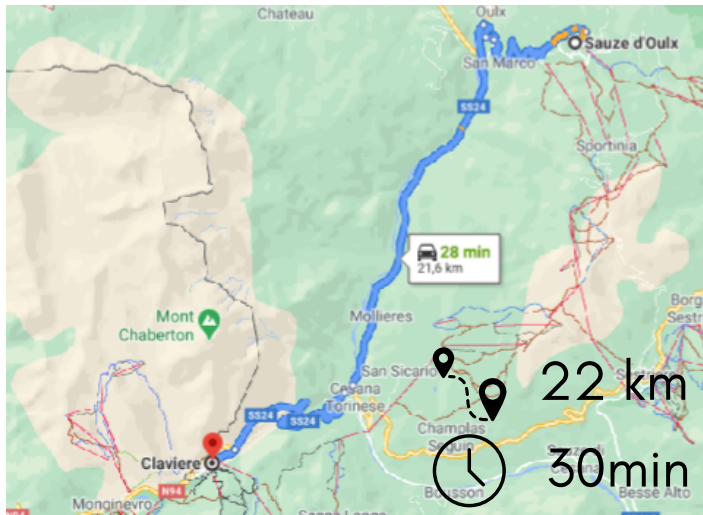 Chateau
Oulx
Sauze d'Oulx
San Marco
SS24
Sportinia
28 min
21,6 km
Mont
Chaberton
Mollieres
Borg
Sestri
San Sicario
22 km
Cesana
Torinese
SS24
SS24
Champlas
Seguin
Claviere
30min
N94
Bousson
Besse Alto
Monginevro